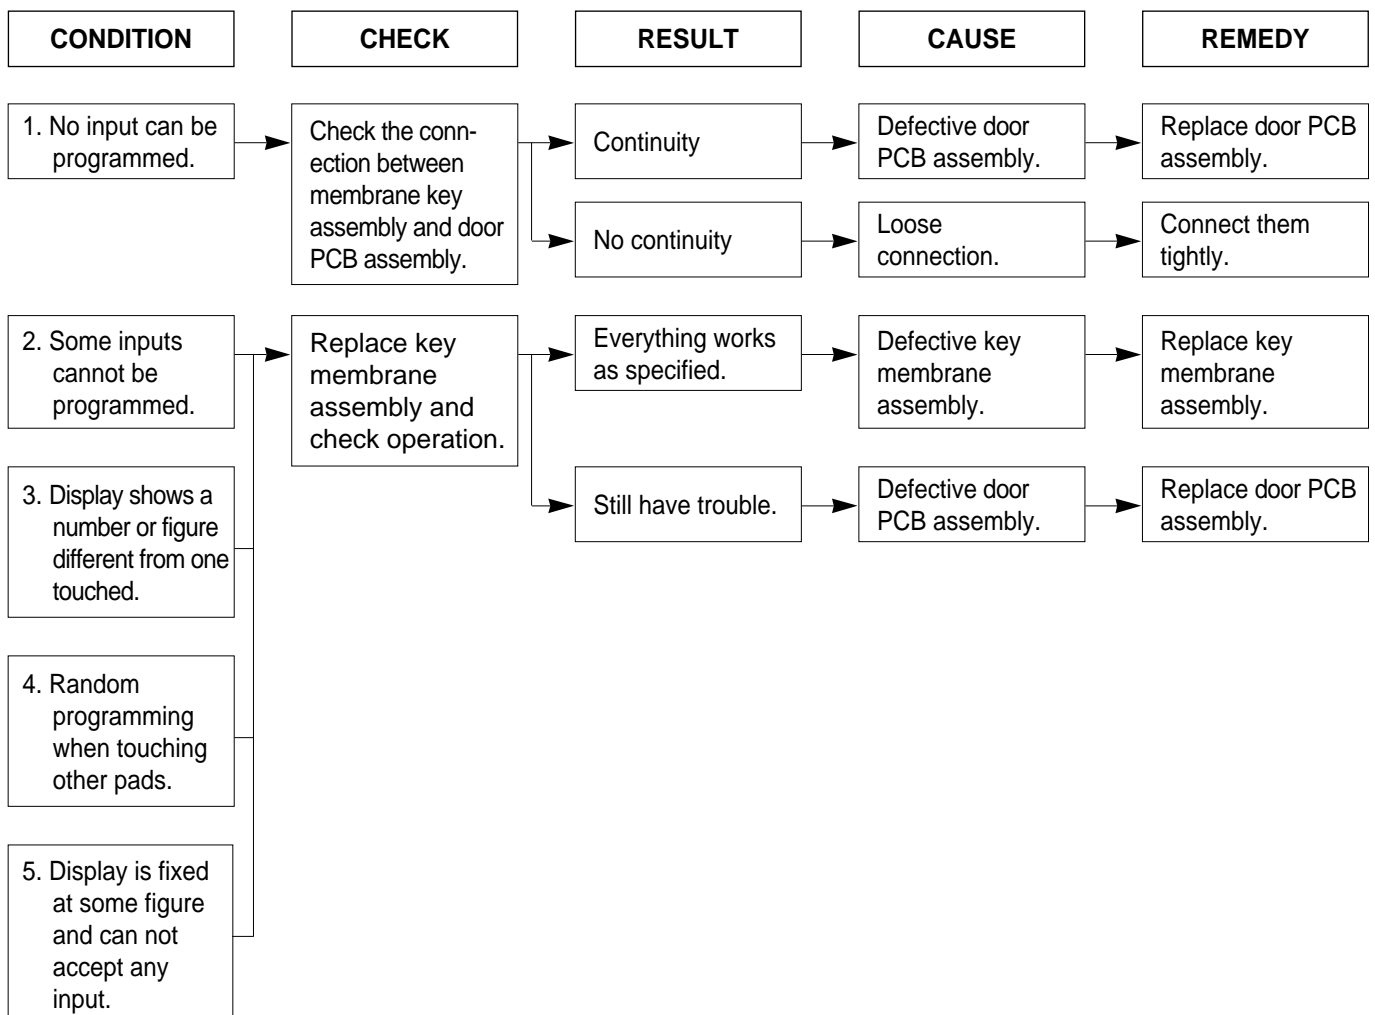 CONDITION
CHECK
RESULT
CAUSE
REMEDY
1. No input can be
programmed.
Check the conn-
ection between
membrane key
assembly and door
PCB assembly.
Continuity
Defective door
PCB assembly.
Replace door PCB
assembly.
No continuity
Loose
connection.
Connect them
tightly.
2. Some inputs
cannot be
programmed.
Replace key
membrane
assembly and
check operation.
Everything works
as specified.
Defective key
membrane
assembly.
Replace key
membrane
assembly.
3. Display shows a
number or figure
different from one
touched.
Still have trouble.
Defective door
PCB assembly.
Replace door PCB
assembly.
4. Random
programming
when touching
other pads.
5. Display is fixed
at some figure
and can not
accept any
input.